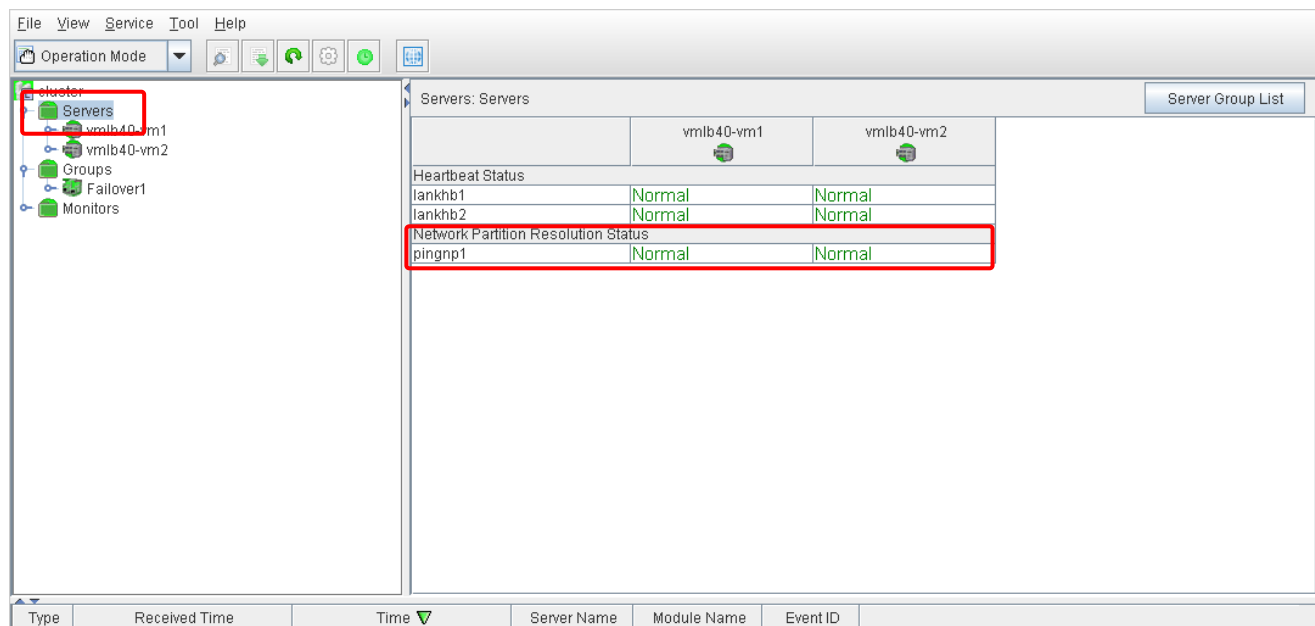 File View Service Tool Help
Operation Mode
cluster
Servers
vmlb40-vm1
vmlb40-vm2
Groups
Failover1
Monitors
Servers: Servers
Server Group List
vmlb40-vm1 vmlb40-vm2
Heartbeat Status
lankhb1 Normal Normal
lankhb2 Normal Normal
Network Partition Resolution Status
pingnp1 Normal Normal
Type Received Time Time Server Name Module Name Event ID